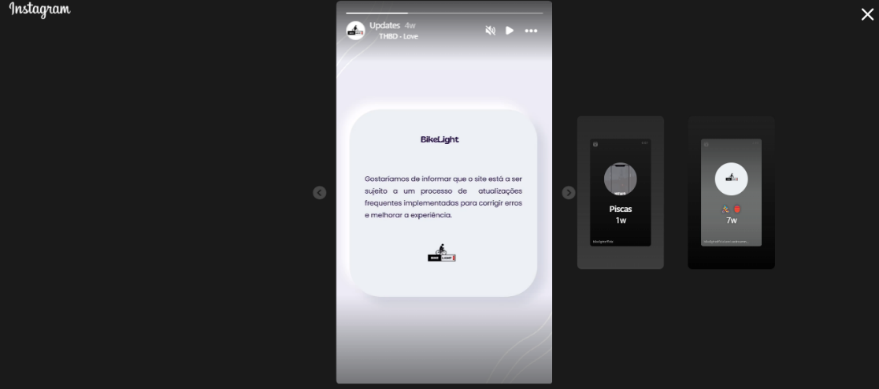 Instagram
Updates 4w
THBD - Love
BikeLight
Gostaríamos de informar que o site está a ser
sujeito a um processo de atualizações
frequentes implementadas para corrigir erros
e melhorar a experiência.
Piscas
1w
7w